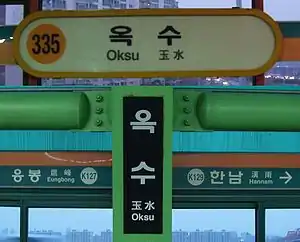 335 옥 수
Oksu 玉水
옥
수
玉水
Oksu
응봉 鷹峰 K127
Eungbong
K129 한남 漢南 →
Hannam